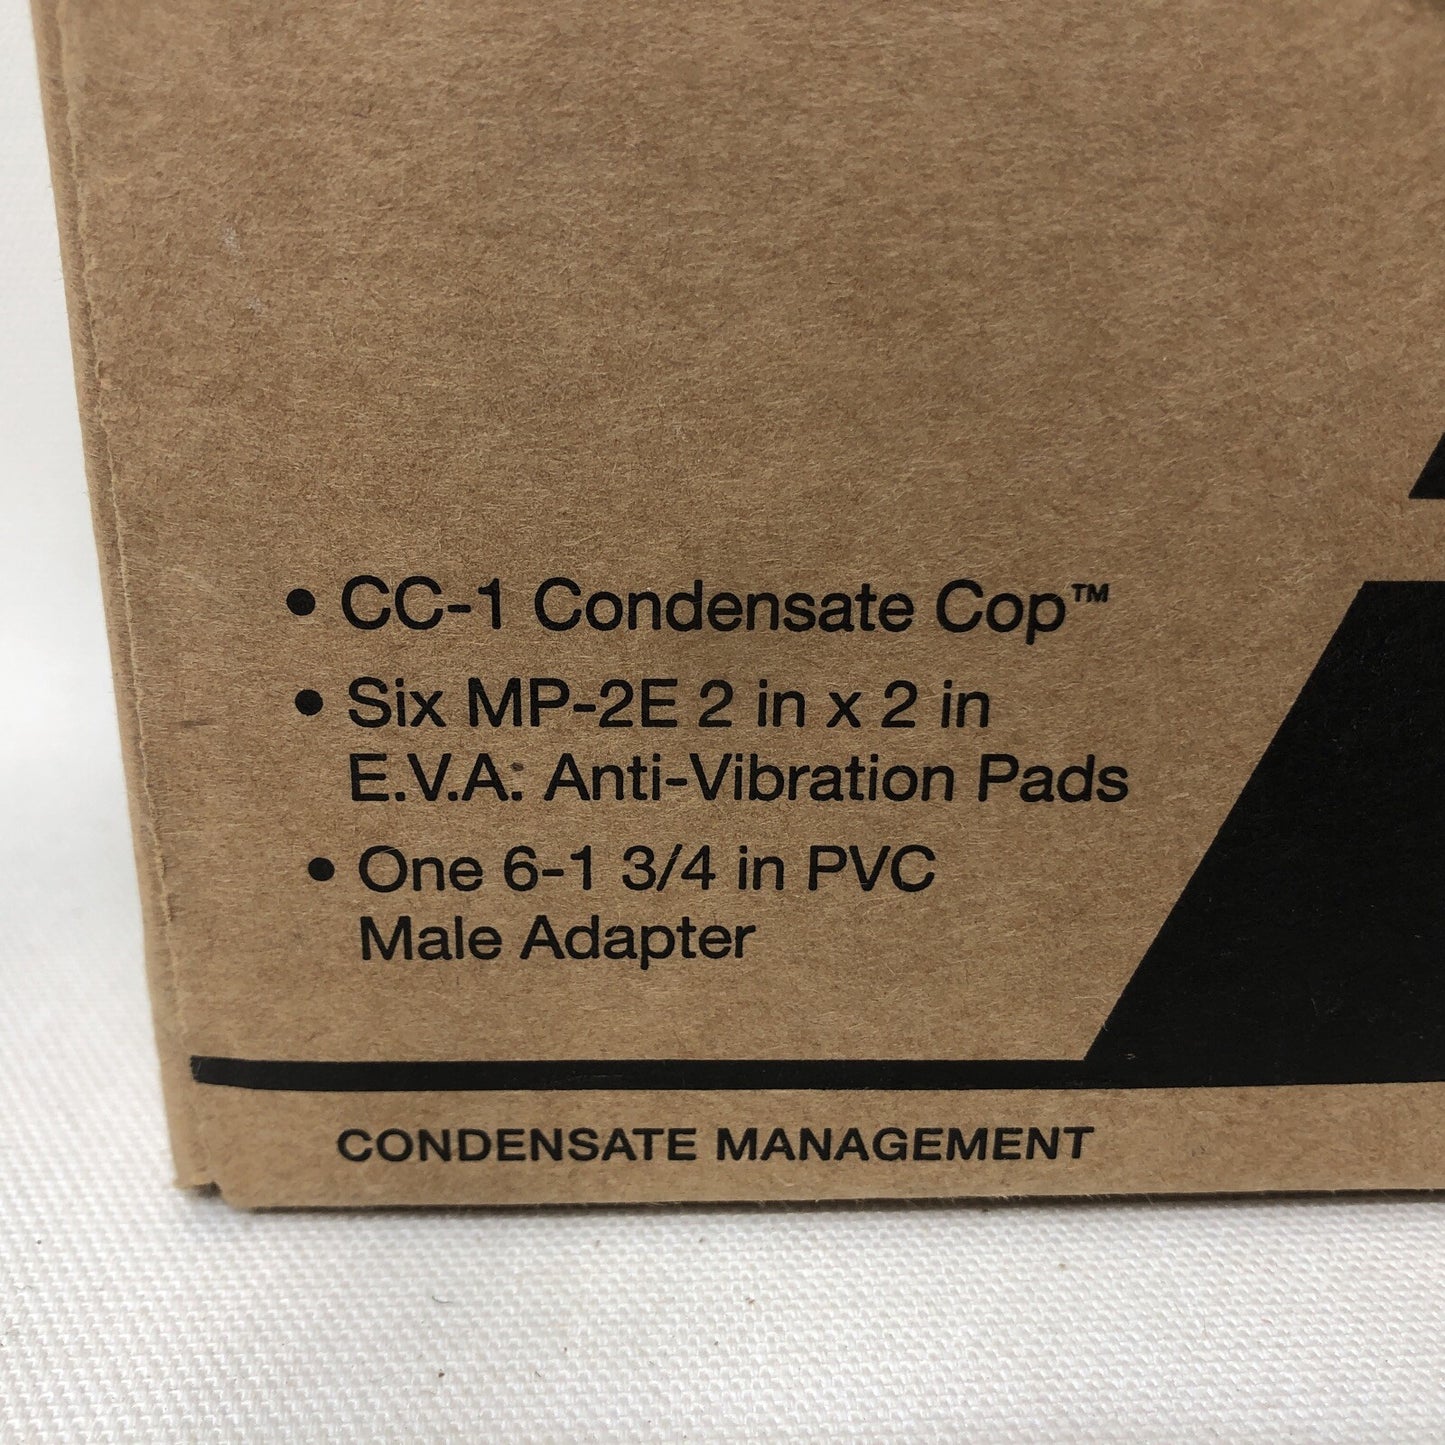 • CC-1 Condensate Cop™
• Six MP-2E 2 in x 2 in
E.V.A. Anti-Vibration Pads
• One 6-1 3/4 in PVC
Male Adapter
CONDENSATE MANAGEMENT